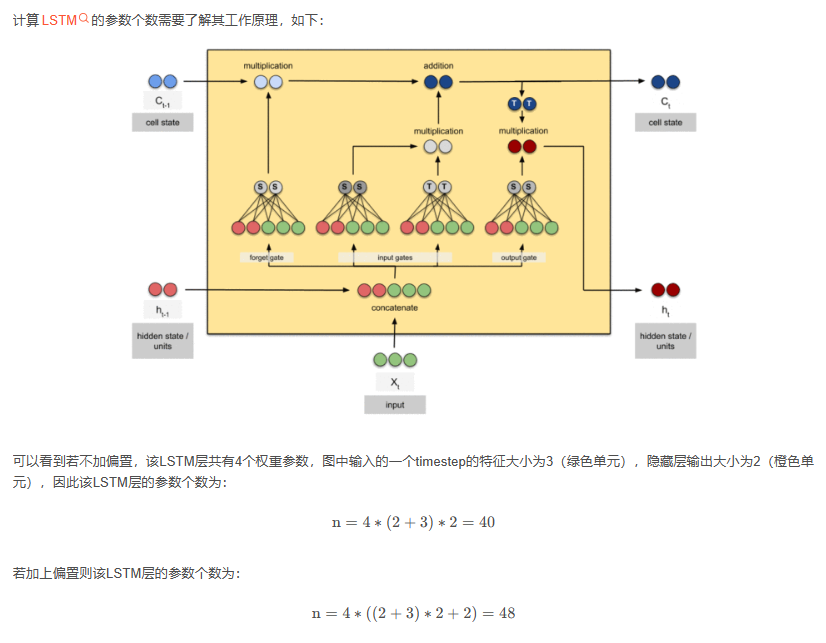 计算LSTM的参数个数需要了解其工作原理，如下：
multiplication
addition
C t-1
cell state
T T
C t
cell state
multiplication
multiplication
S S
S S
T T
S S
forget gate
input gates
output gate
h t-1
hidden state /
units
concatenate
h t
hidden state /
units
X t
input
可以看到若不加偏置，该LSTM层共有4个权重参数，图中输入的一个timestep的特征大小为3（绿色单元），隐藏层输出大小为2（橙色单
元），因此该LSTM层的参数个数为：
n = 4 ∗ (2 + 3) ∗ 2 = 40
若加上偏置则该LSTM层的参数个数为：
n = 4 ∗ ((2 + 3) ∗ 2 + 2) = 48